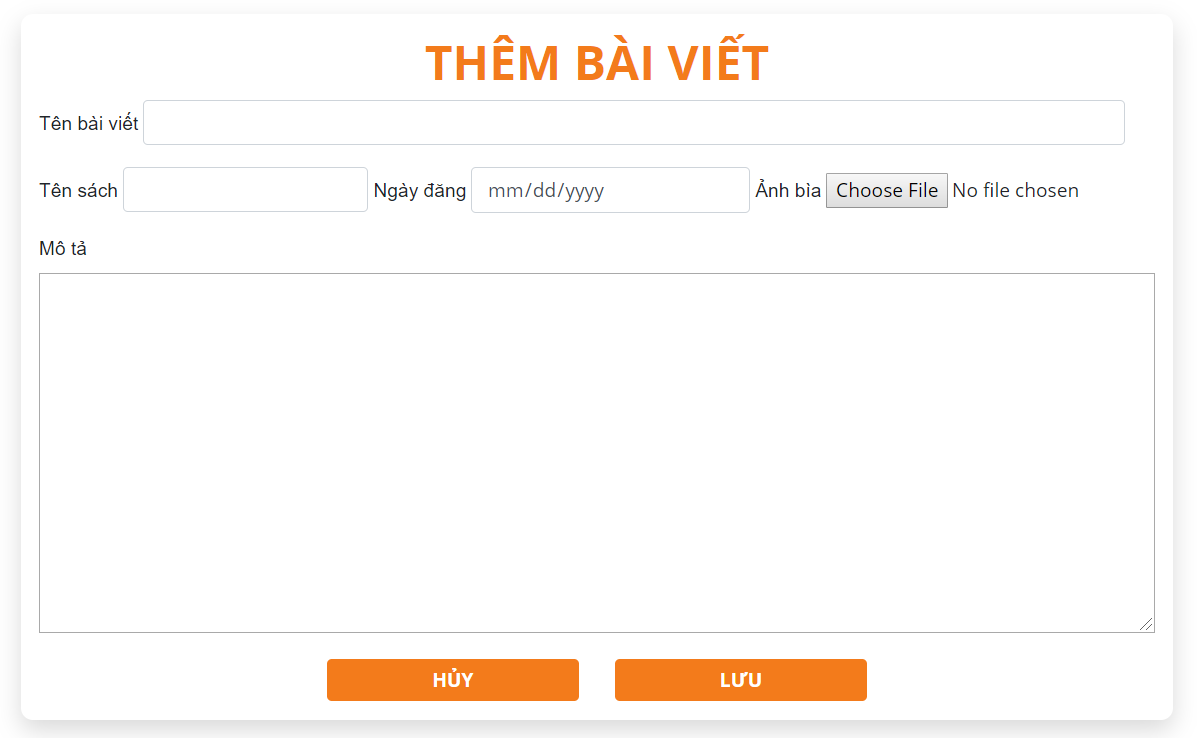 THÊM BÀI VIẾT
Tên bài viết
Tên sách mm/dd/yyyy Ngày đăng Ảnh bìa Choose File No file chosen
Mô tả
HỦY LƯU